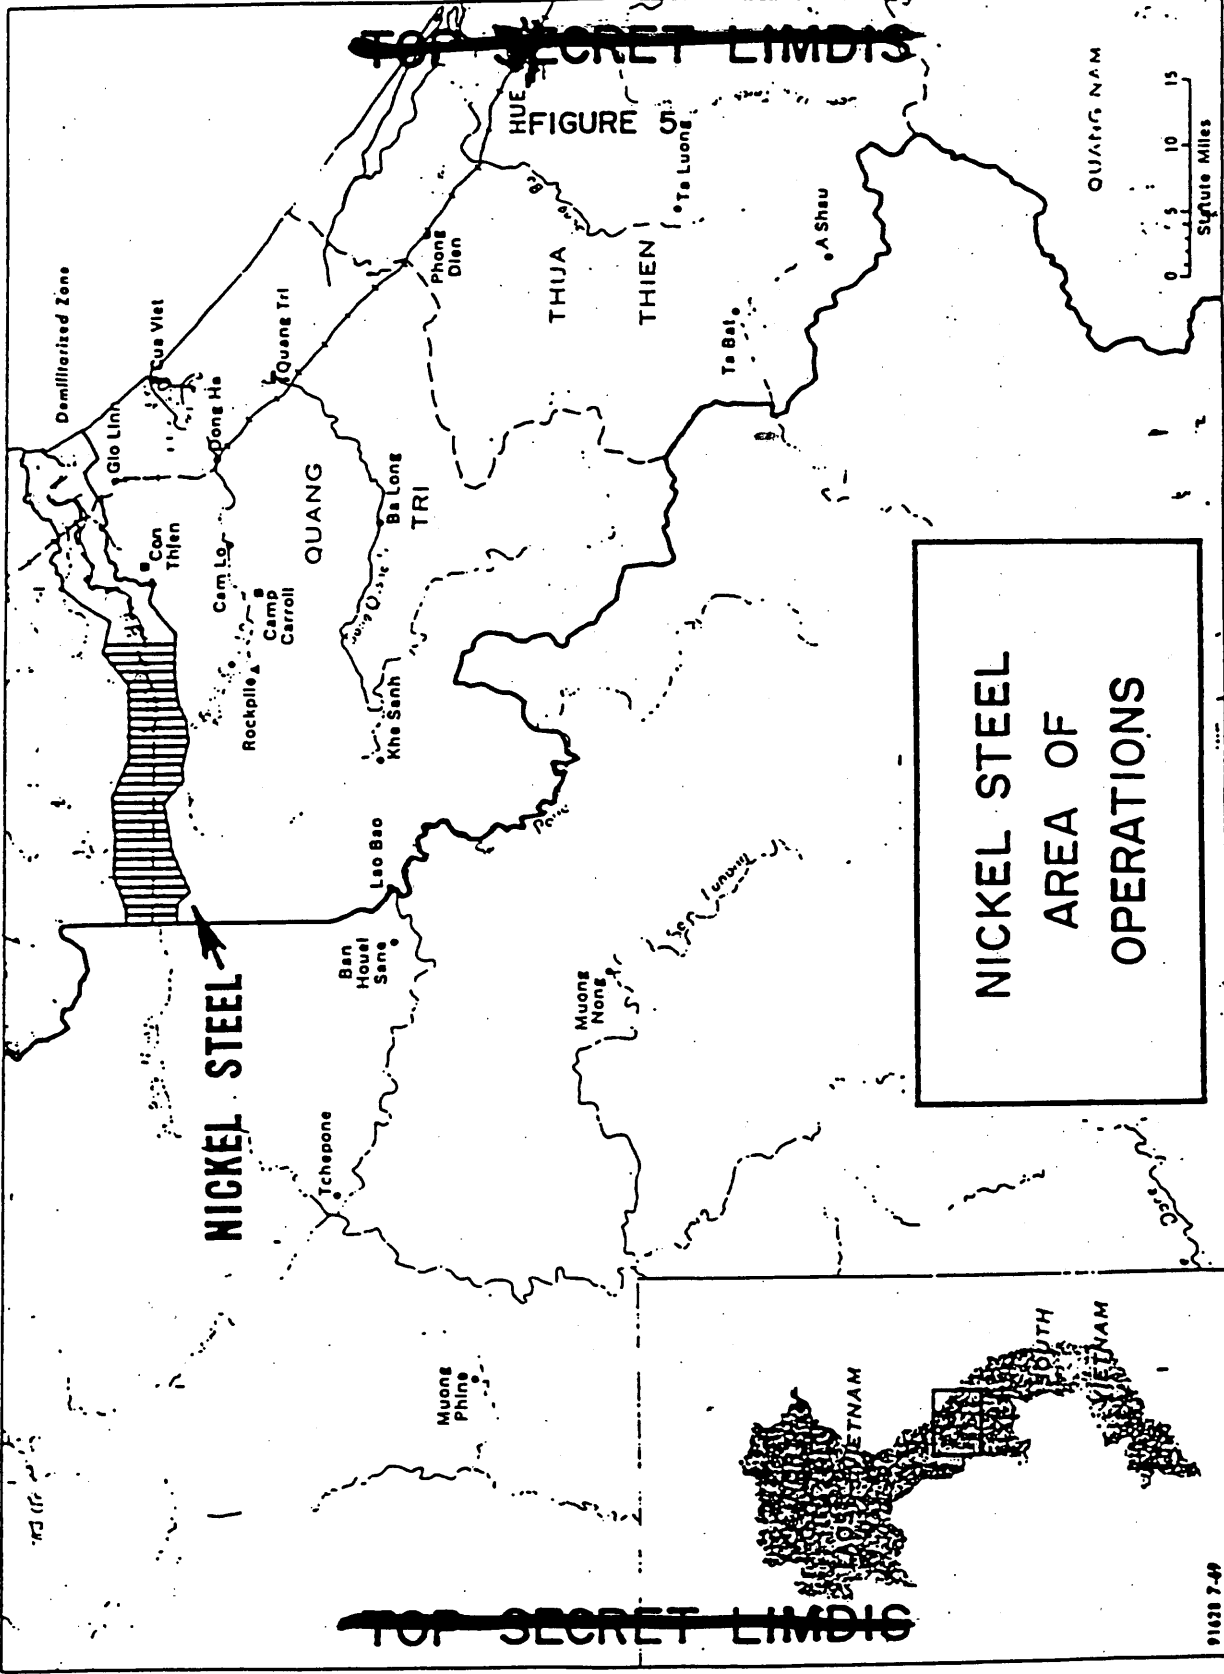 TOP SECRET LIMDIS
FIGURE 5
HUE
Demilitarized Zone
Gio Linh
Cua Viet
Dong Ha
Quang Tri
Con
Thien
Cam Lo
Camp
Carroll
Rockpile
QUANG
TRI
Ba Long
Khe Sanh
Phong
Dien
THUA
THIEN
Ta Luong
Ta Bat
A Shau
QUANG NAM
0 5 10 15
Statute Miles
Lao Bao
Ban
Houei
Sane
NICKEL STEEL
Tchepone
Muong
Nong
Muong
Phine
NICKEL STEEL
AREA OF
OPERATIONS
LAOS
SOUTH
VIETNAM
91628 7-69
TOP SECRET LIMDIS